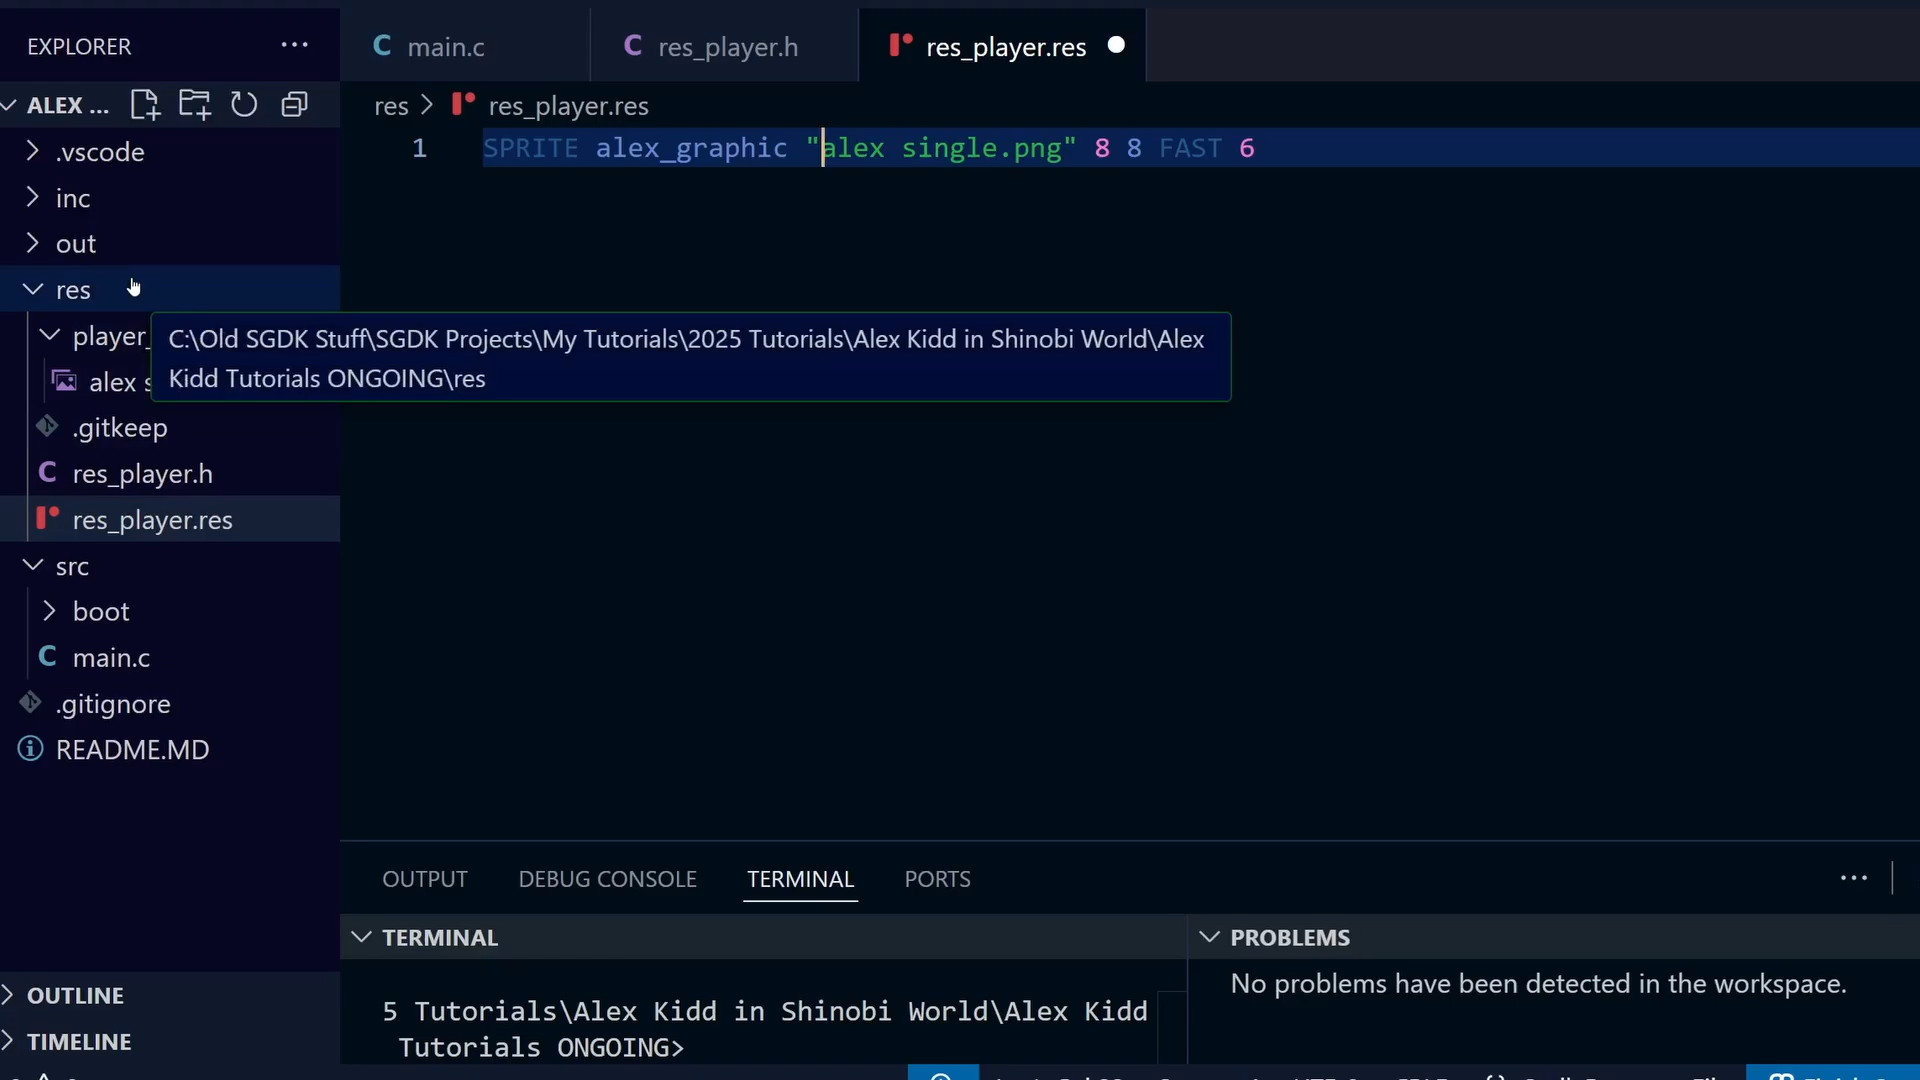 EXPLORER
main.c
res_player.h
res_player.res
ALEX ...
res > res_player.res
1 SPRITE alex_graphic "alex single.png" 8 8 FAST 6
.vscode
inc
out
res
player_
C:\Old SGDK Stuff\SGDK Projects\My Tutorials\2025 Tutorials\Alex Kidd in Shinobi World\Alex
Kidd Tutorials ONGOING\res
alex s
.gitkeep
res_player.h
res_player.res
src
boot
main.c
.gitignore
README.MD
OUTPUT
DEBUG CONSOLE
TERMINAL
PORTS
TERMINAL
PROBLEMS
No problems have been detected in the workspace.
5 Tutorials\Alex Kidd in Shinobi World\Alex Kidd
Tutorials ONGOING>
OUTLINE
TIMELINE